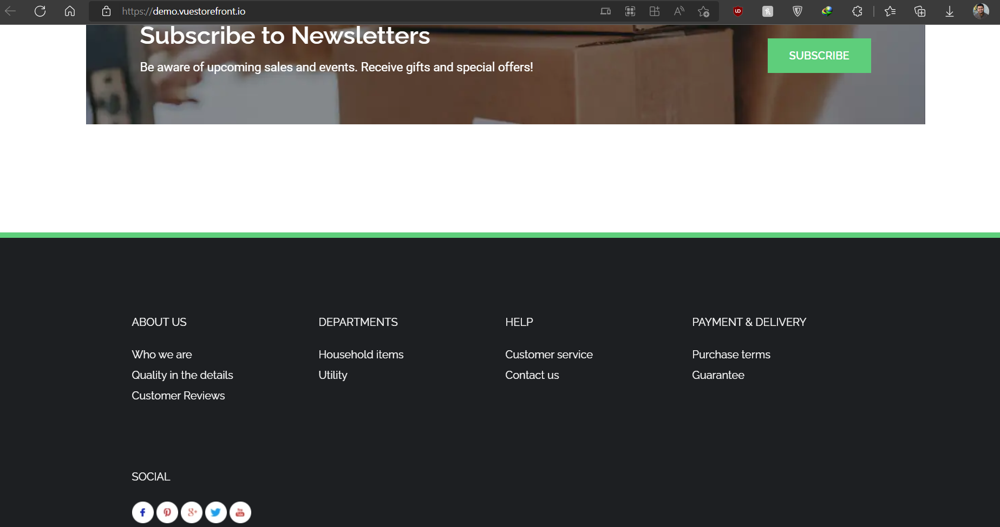 https://demo.vuestorefront.io
Subscribe to Newsletters
Be aware of upcoming sales and events. Receive gifts and special offers!
SUBSCRIBE
ABOUT US
Who we are
Quality in the details
Customer Reviews
DEPARTMENTS
Household items
Utility
HELP
Customer service
Contact us
PAYMENT & DELIVERY
Purchase terms
Guarantee
SOCIAL